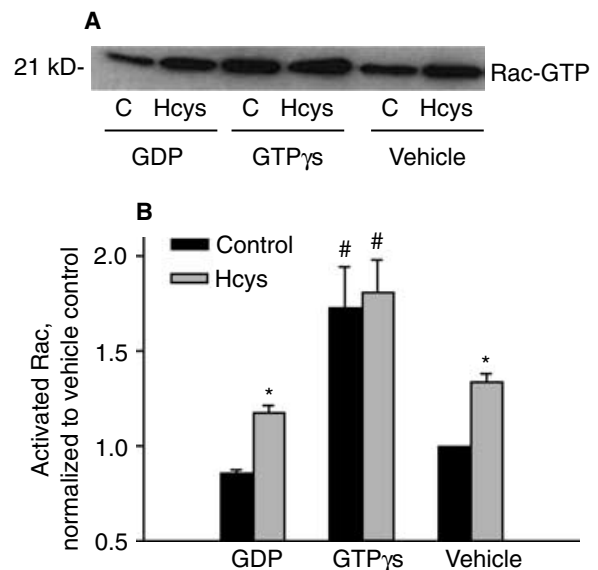 A
21 kD-
Rac-GTP
C Hcys C Hcys C Hcys
GDP GTPγs Vehicle
B
Control
Hcys
Activated Rac,
normalized to vehicle control
2.0
1.5
1.0
0.5
*
#
#
*
GDP GTPγs Vehicle